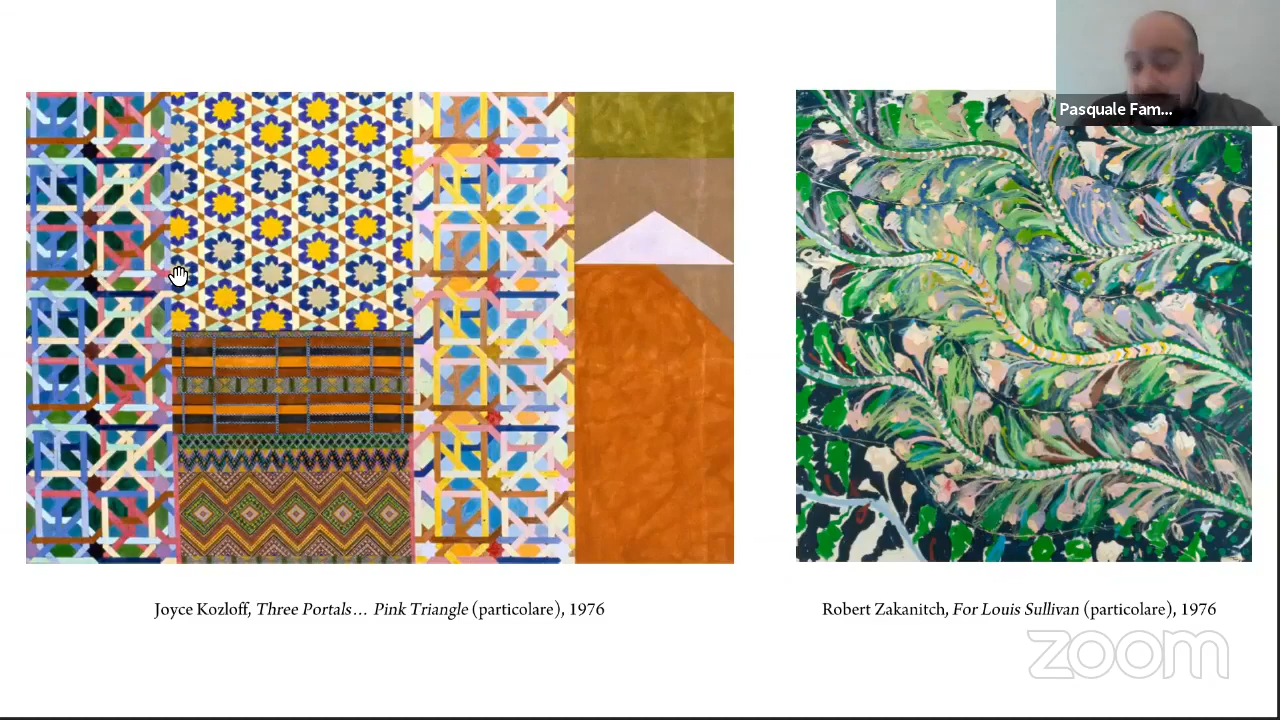 Pasquale Fam...
Joyce Kozloff, Three Portals... Pink Triangle (particolare), 1976
Robert Zakanitch, For Louis Sullivan (particolare), 1976
zoom